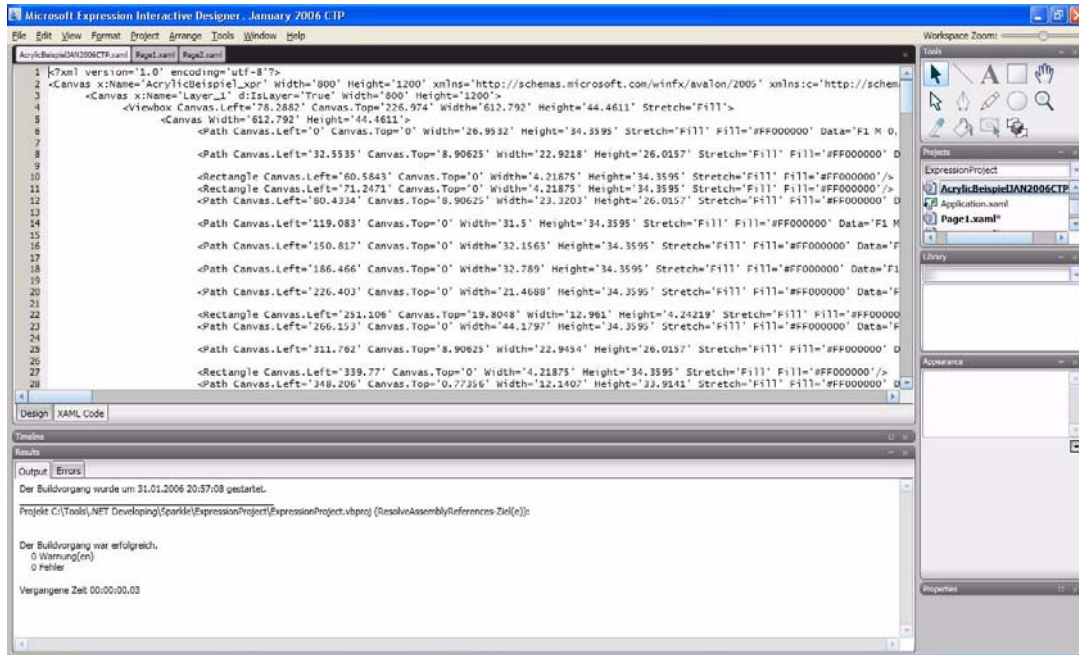 Microsoft Expression Interactive Designer, January 2006 CTP
File Edit View Format Project Arrange Tools Window Help
Workspace Zoom:
AcrylicBeispielJAN2006CTP.xaml Page1.xaml Page2.xaml
1 <?xml version='1.0' encoding='utf-8'?>
2 <Canvas x:Name='AcrylicBeispiel_xpr' Width='800' Height='1200' xmlns='http://schemas.microsoft.com/winfx/avalon/2005' xmlns:c='http://schem
3 <Canvas x:Name='Layer_1' d:IsLayer='True' Width='800' Height='1200'>
4 <Viewbox Canvas.Left='78.2882' Canvas.Top='226.974' Width='612.792' Height='44.4611' Stretch='Fill'>
5 <Canvas Width='612.792' Height='44.4611'>
6 <Path Canvas.Left='0' Canvas.Top='0' Width='26.9532' Height='34.3595' Stretch='Fill' Fill='#FF000000' Data='F1 M 0,
7
8 <Path Canvas.Left='32.5535' Canvas.Top='8.90625' Width='22.9218' Height='26.0157' Stretch='Fill' Fill='#FF000000' D
9
10 <Rectangle Canvas.Left='60.5843' Canvas.Top='0' Width='4.21875' Height='34.3595' Stretch='Fill' Fill='#FF000000'/>
11 <Rectangle Canvas.Left='71.2471' Canvas.Top='0' Width='4.21875' Height='34.3595' Stretch='Fill' Fill='#FF000000'/>
12 <Path Canvas.Left='80.4334' Canvas.Top='8.90625' Width='23.3203' Height='26.0157' Stretch='Fill' Fill='#FF000000' D
13
14 <Path Canvas.Left='119.083' Canvas.Top='0' Width='31.5' Height='34.3595' Stretch='Fill' Fill='#FF000000' Data='F1 M
15
16 <Path Canvas.Left='150.817' Canvas.Top='0' Width='32.1563' Height='34.3595' Stretch='Fill' Fill='#FF000000' Data='F
17
18 <Path Canvas.Left='186.466' Canvas.Top='0' Width='32.789' Height='34.3595' Stretch='Fill' Fill='#FF000000' Data='F1
19
20 <Path Canvas.Left='226.403' Canvas.Top='0' Width='21.4688' Height='34.3595' Stretch='Fill' Fill='#FF000000' Data='F
21
22 <Rectangle Canvas.Left='251.106' Canvas.Top='19.8048' Width='12.961' Height='4.24219' Stretch='Fill' Fill='#FF00000
23 <Path Canvas.Left='266.153' Canvas.Top='0' Width='44.1797' Height='34.3595' Stretch='Fill' Fill='#FF000000' Data='F
24
25 <Path Canvas.Left='311.762' Canvas.Top='8.90625' Width='22.9454' Height='26.0157' Stretch='Fill' Fill='#FF000000' D
26
27 <Rectangle Canvas.Left='339.77' Canvas.Top='0' Width='4.21875' Height='34.3595' Stretch='Fill' Fill='#FF000000'/>
28 <Path Canvas.Left='348.206' Canvas.Top='0.77356' Width='12.1407' Height='33.9141' Stretch='Fill' Fill='#FF000000' D
Design XAML Code
Timeline
Results
Output Errors
Der Buildvorgang wurde um 31.01.2006 20:57:08 gestartet.
Projekt C:\Tools\.NET Developing\Sparkle\ExpressionProject\ExpressionProject.vbproj (ResolveAssemblyReferences-Ziel(e)):
Der Buildvorgang war erfolgreich.
0 Warnung(en)
0 Fehler
Vergangene Zeit 00:00:00.03
Tools
A
Projects
ExpressionProject
AcrylicBeispielJAN2006CTP
Application.xaml
Page1.xaml*
Library
Appearance
Properties